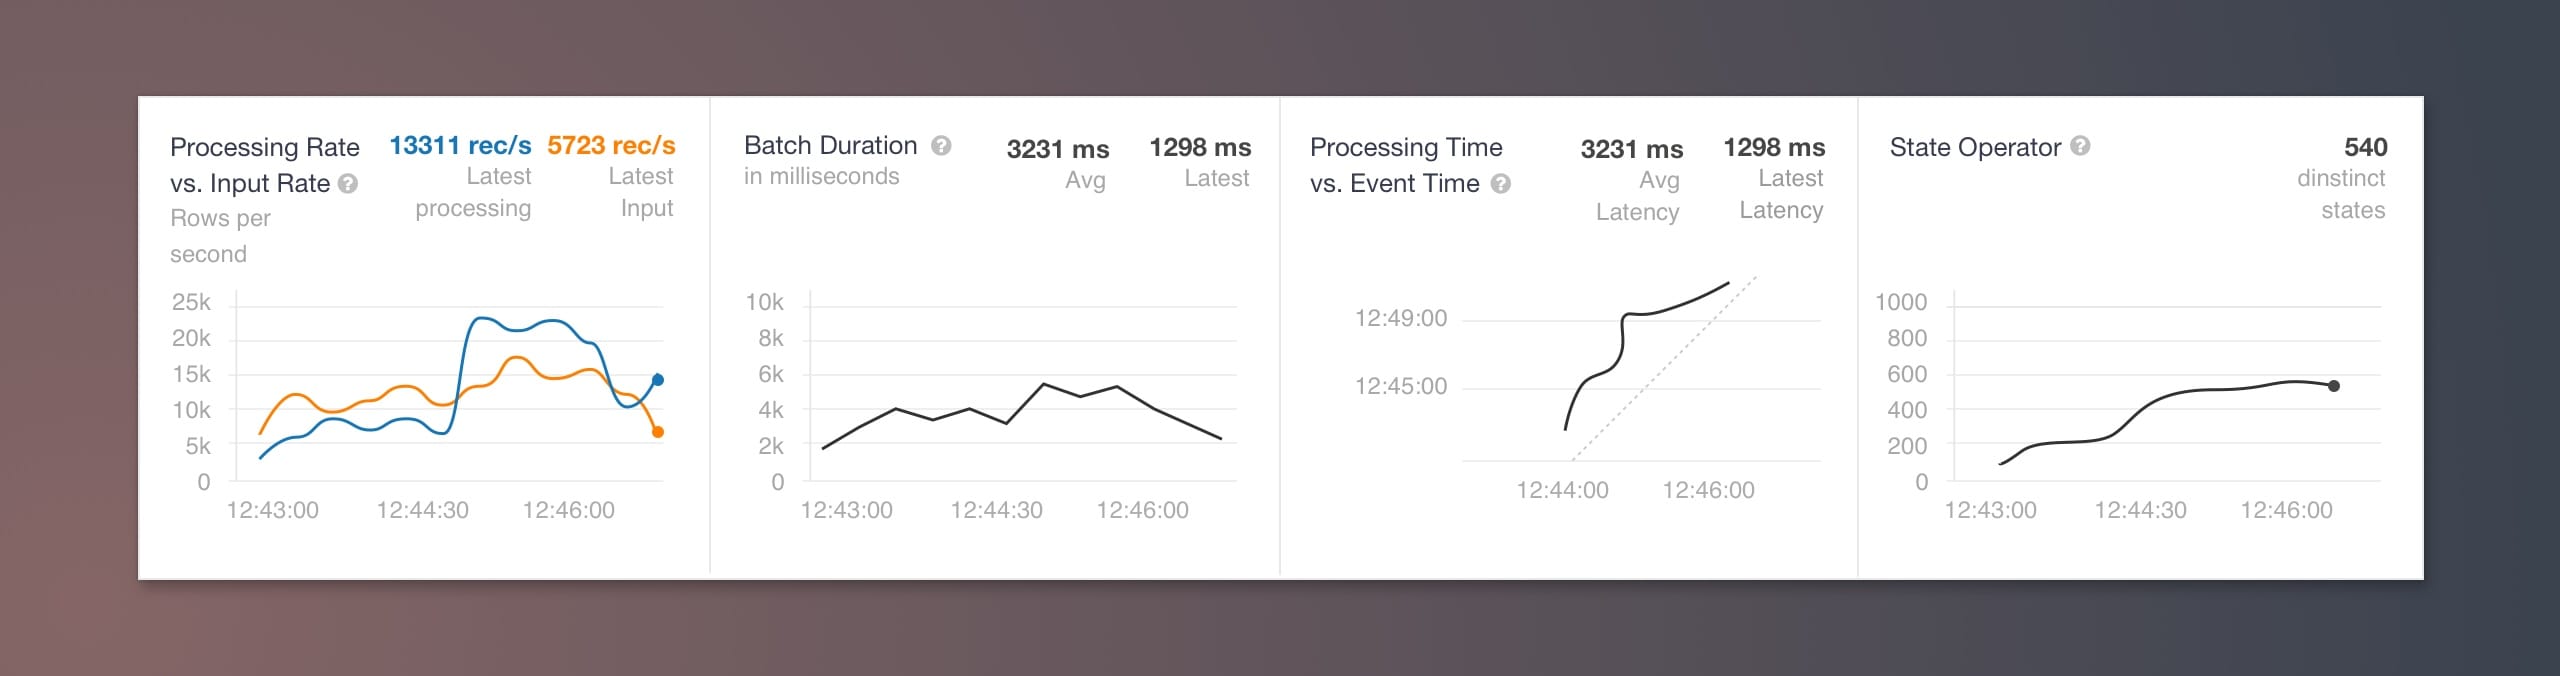 Processing Rate
vs. Input Rate ?
Rows per
second
13311 rec/s
Latest
processing
5723 rec/s
Latest
Input
25k
20k
15k
10k
5k
0
12:43:00 12:44:30 12:46:00
Batch Duration ?
in milliseconds
3231 ms
Avg
1298 ms
Latest
10k
8k
6k
4k
2k
0
12:43:00 12:44:30 12:46:00
Processing Time
vs. Event Time ?
3231 ms
Avg
Latency
1298 ms
Latest
Latency
12:49:00
12:45:00
12:44:00 12:46:00
State Operator ?
540
dinstinct
states
1000
800
600
400
200
0
12:43:00 12:44:30 12:46:00